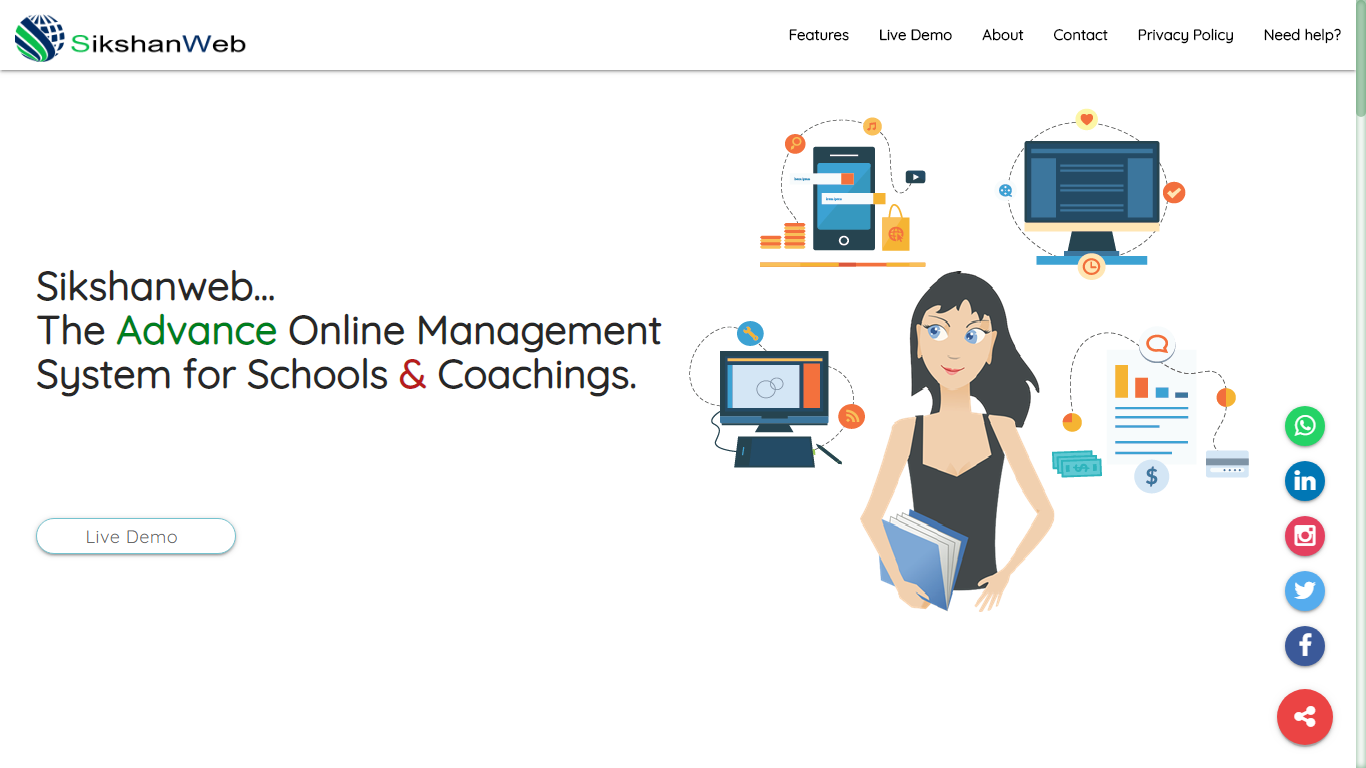 SikshanWeb
Features
Live Demo
About
Contact
Privacy Policy
Need help?
Sikshanweb...
The Advance Online Management
System for Schools & Coachings.
Live Demo
$
$
in
f